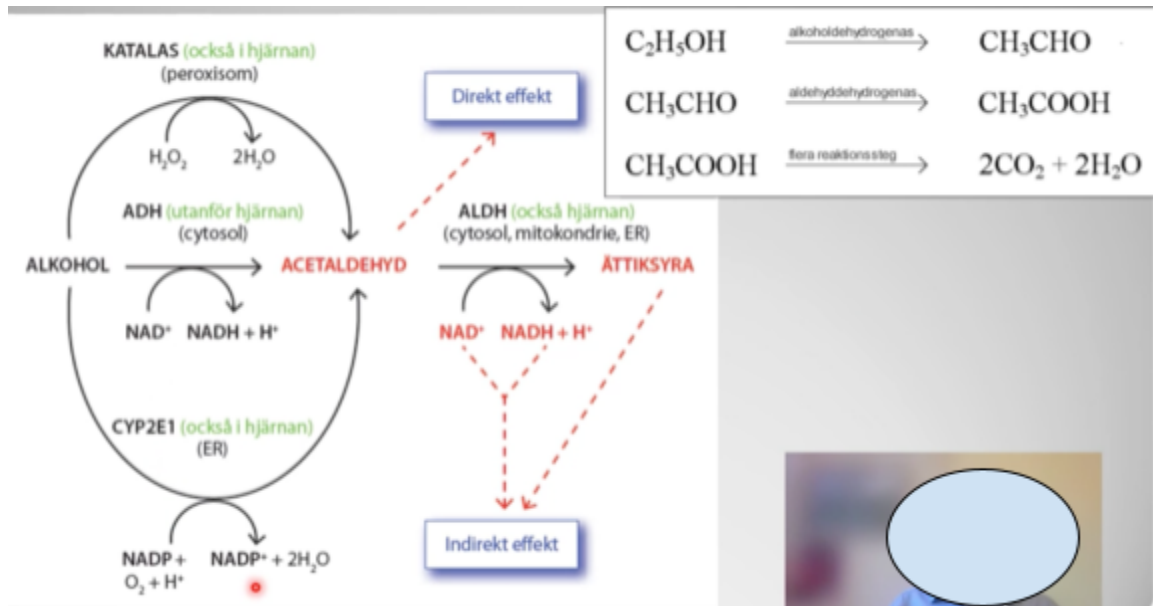 KATALAS (också i hjärnan)
(peroxisom)
H₂O₂ 2H₂O
Direkt effekt
C₂H₅OH alkoholdehydrogenas CH₃CHO
CH₃CHO aldehyddehydrogenas CH₃COOH
CH₃COOH flera reaktionssteg 2CO₂ + 2H₂O
ADH (utanför hjärnan)
(cytosol)
ALDH (också hjärnan)
(cytosol, mitokondrie, ER)
ALKOHOL ACETALDEHYD ÄTTIKSYRA
NAD⁺ NADH + H⁺ NAD⁺ NADH + H⁺
CYP2E1 (också i hjärnan)
(ER)
Indirekt effekt
NADP + NADP⁺ + 2H₂O
O₂ + H⁺